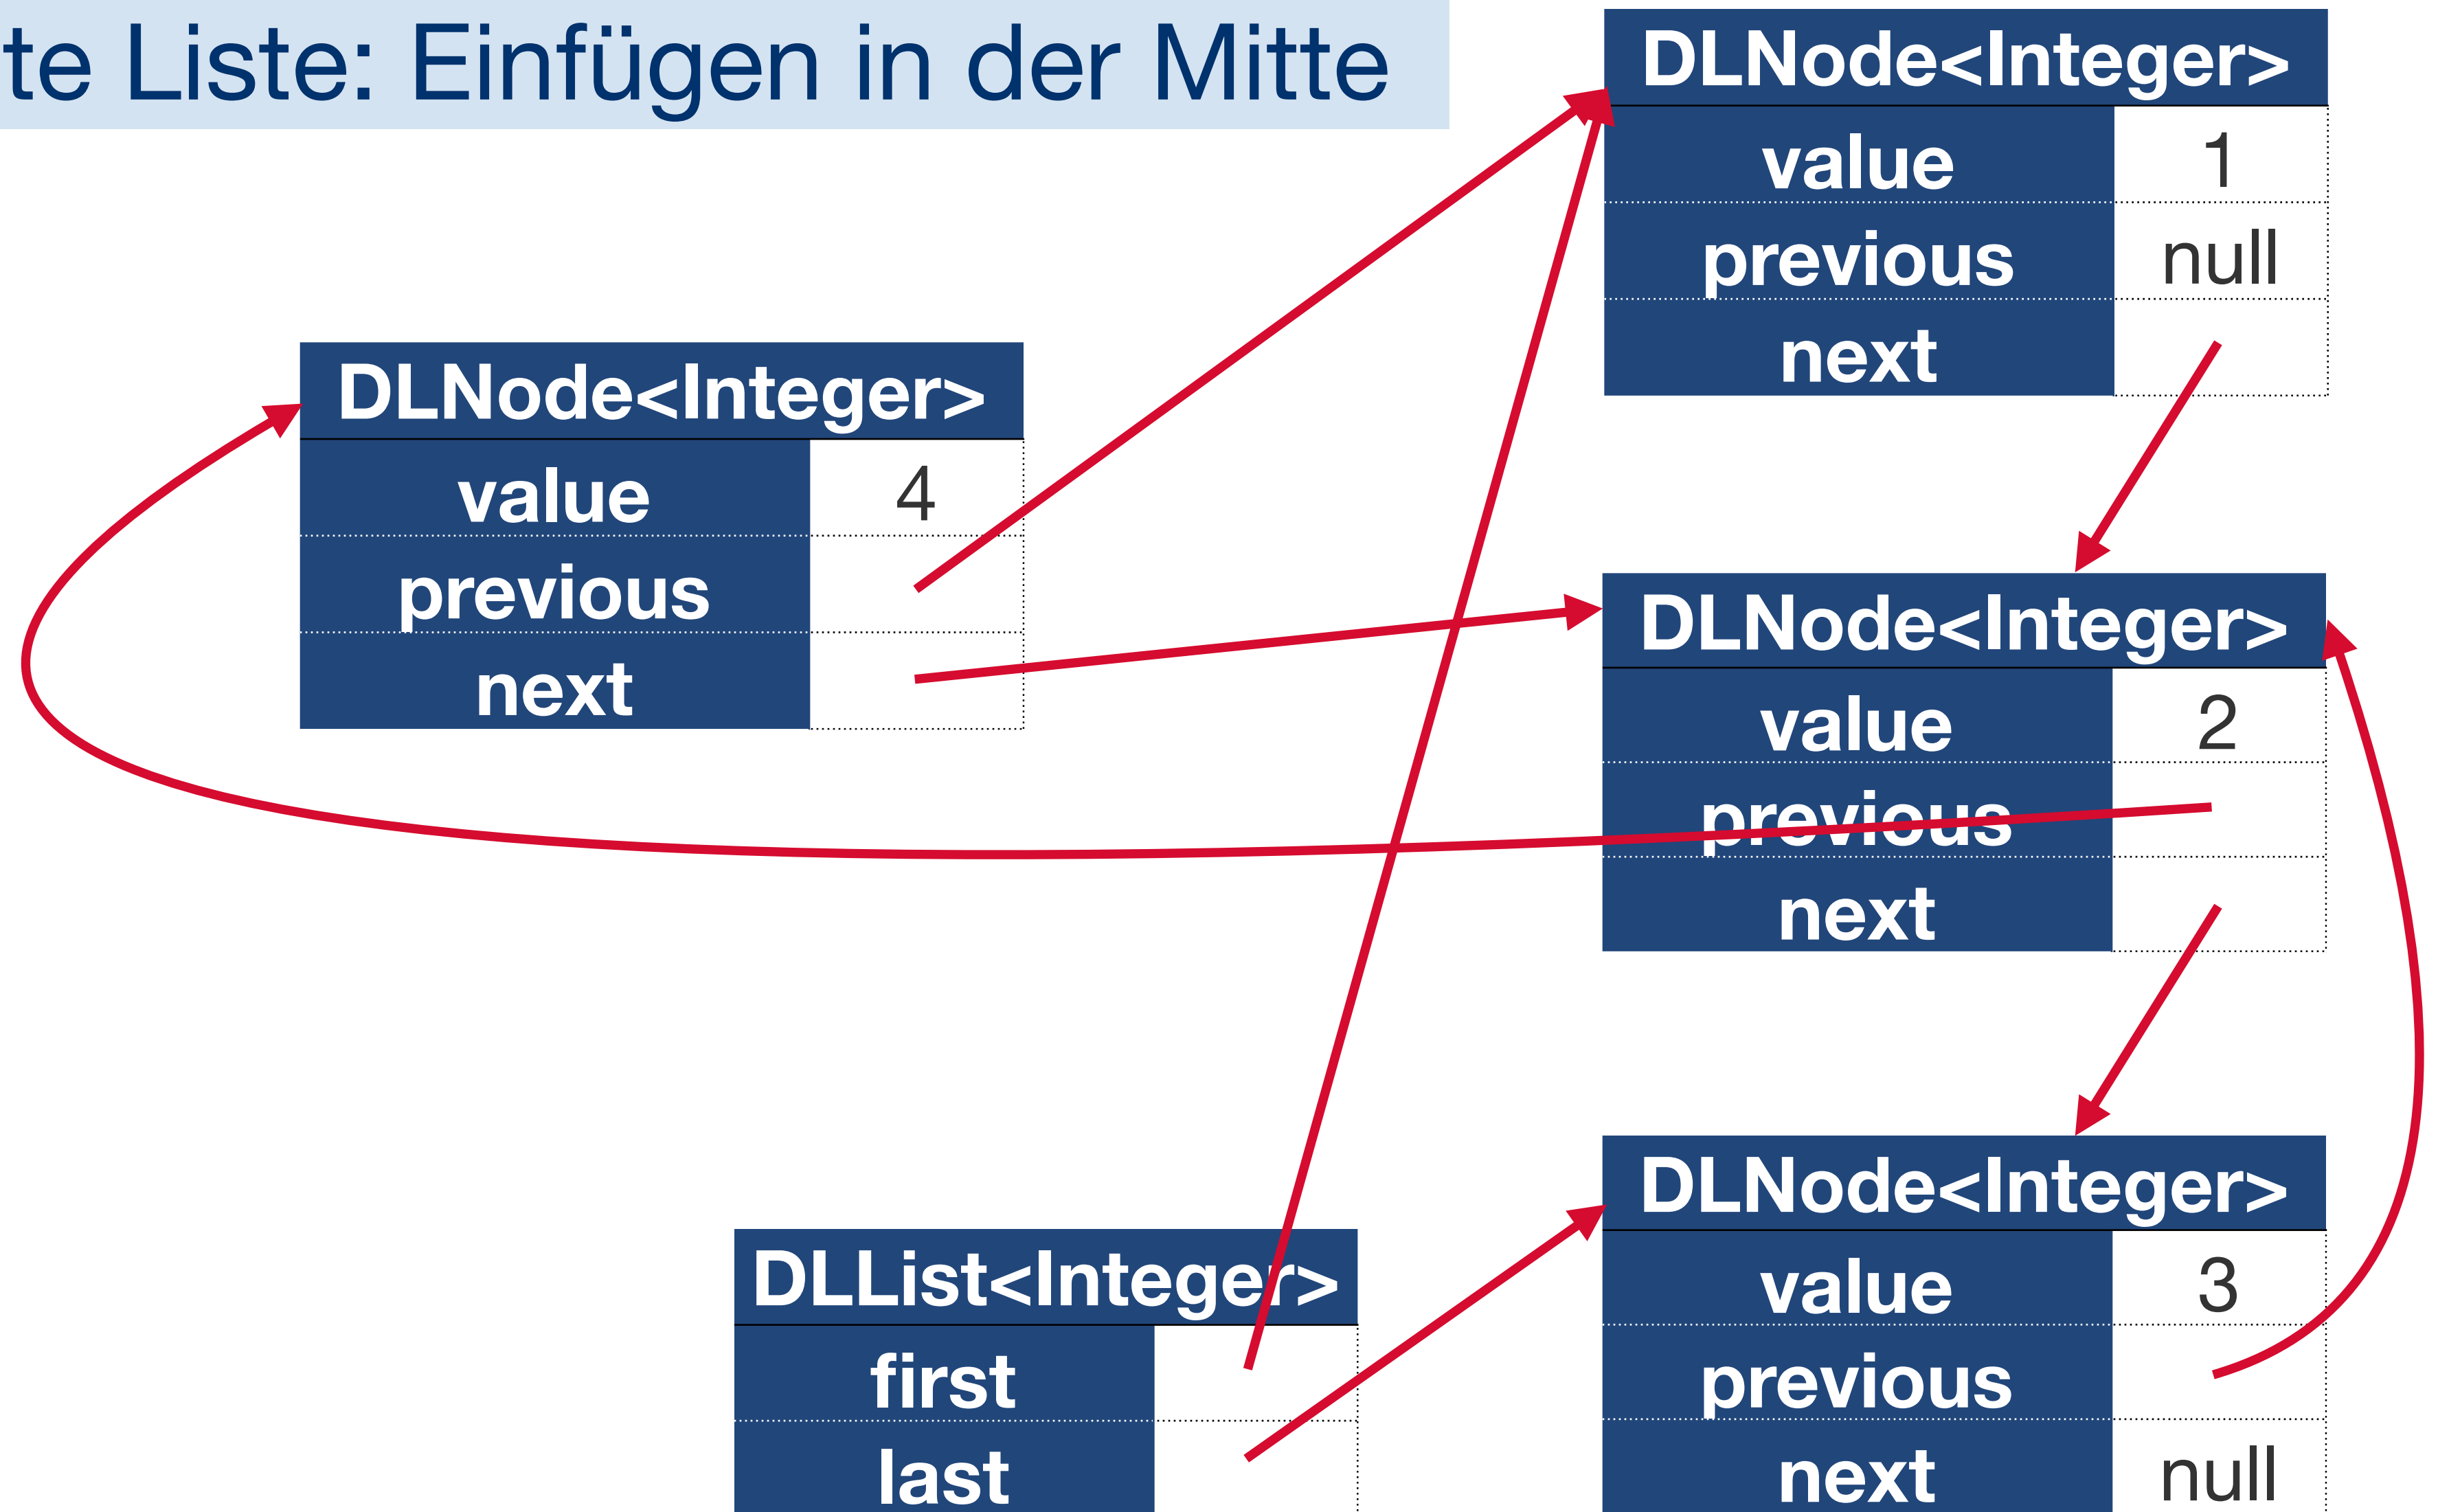 te Liste: Einfügen in der Mitte
DLNode<Integer>
value 1
previous null
next
DLNode<Integer>
value 4
previous
next
DLNode<Integer>
value 2
previous
next
DLList<Integer>
first
last
DLNode<Integer>
value 3
previous
next null